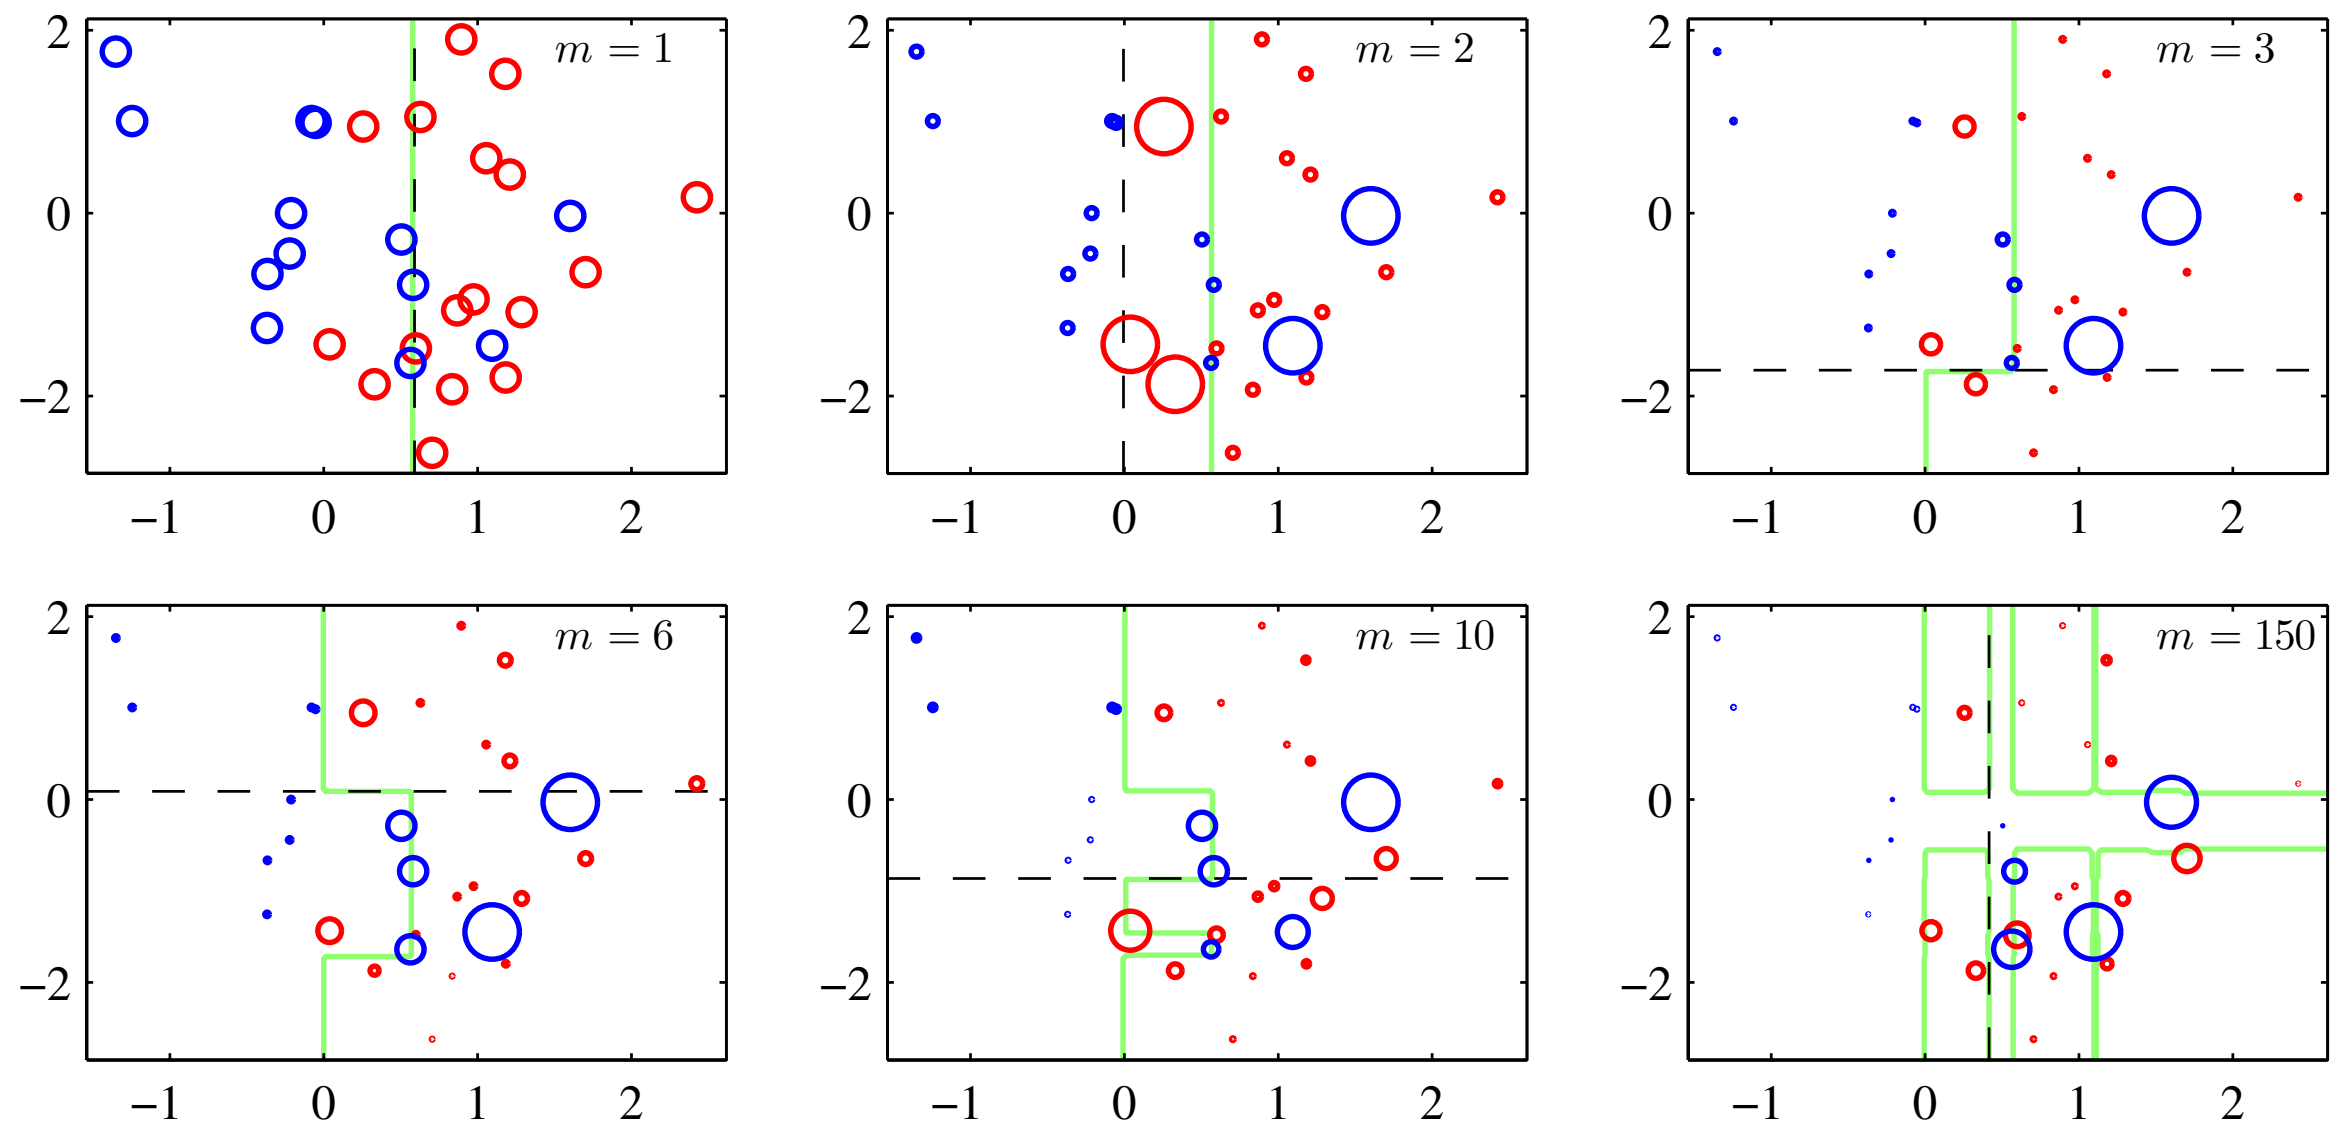 2 m = 1 2 m = 2 2 m = 3
0 0 0
−2 −2 −2
−1 0 1 2 −1 0 1 2 −1 0 1 2
2 m = 6 2 m = 10 2 m = 150
0 0 0
−2 −2 −2
−1 0 1 2 −1 0 1 2 −1 0 1 2